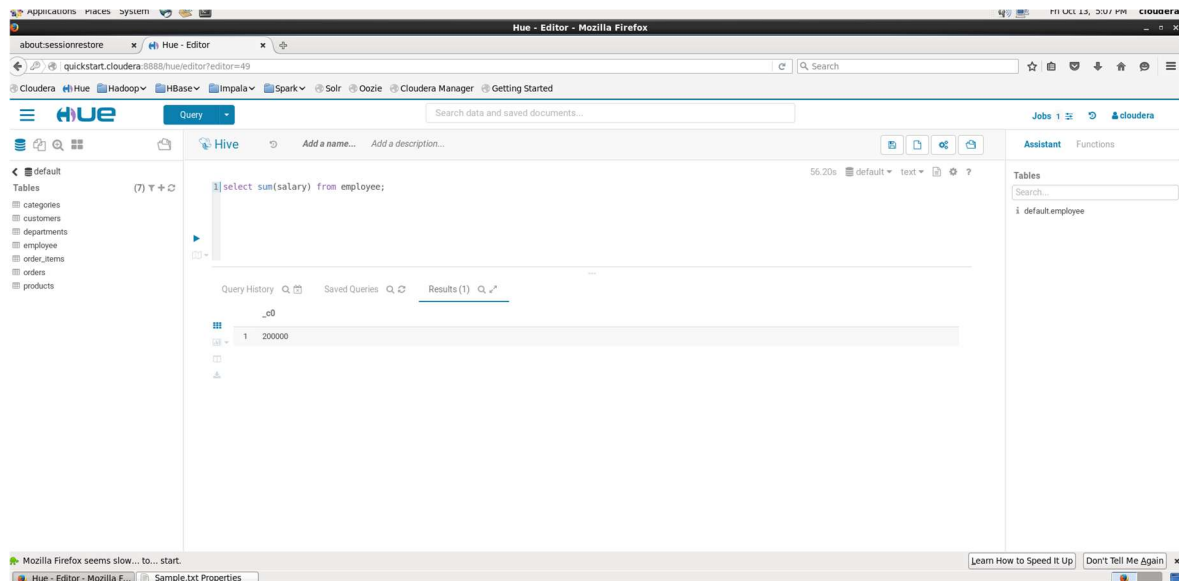 Applications Places System
Fri Oct 13, 5:07 PM cloudera
Hue - Editor - Mozilla Firefox
about:sessionrestore
Hue - Editor
quickstart.cloudera:8888/hue/editor?editor=49
Search
Cloudera Hue Hadoop HBase Impala Spark Solr Oozie Cloudera Manager Getting Started
HUE
Query
Search data and saved documents...
Jobs 1
cloudera
Hive
Add a name... Add a description...
Assistant Functions
default
Tables (7)
categories
customers
departments
employee
order_items
orders
products
56.20s default text ?
1 select sum(salary) from employee;
Tables
Search...
default.employee
Query History Saved Queries Results (1)
_c0
1 200000
Mozilla Firefox seems slow... to... start.
Learn How to Speed It Up
Don't Tell Me Again
Hue - Editor - Mozilla F...
Sample.txt Properties